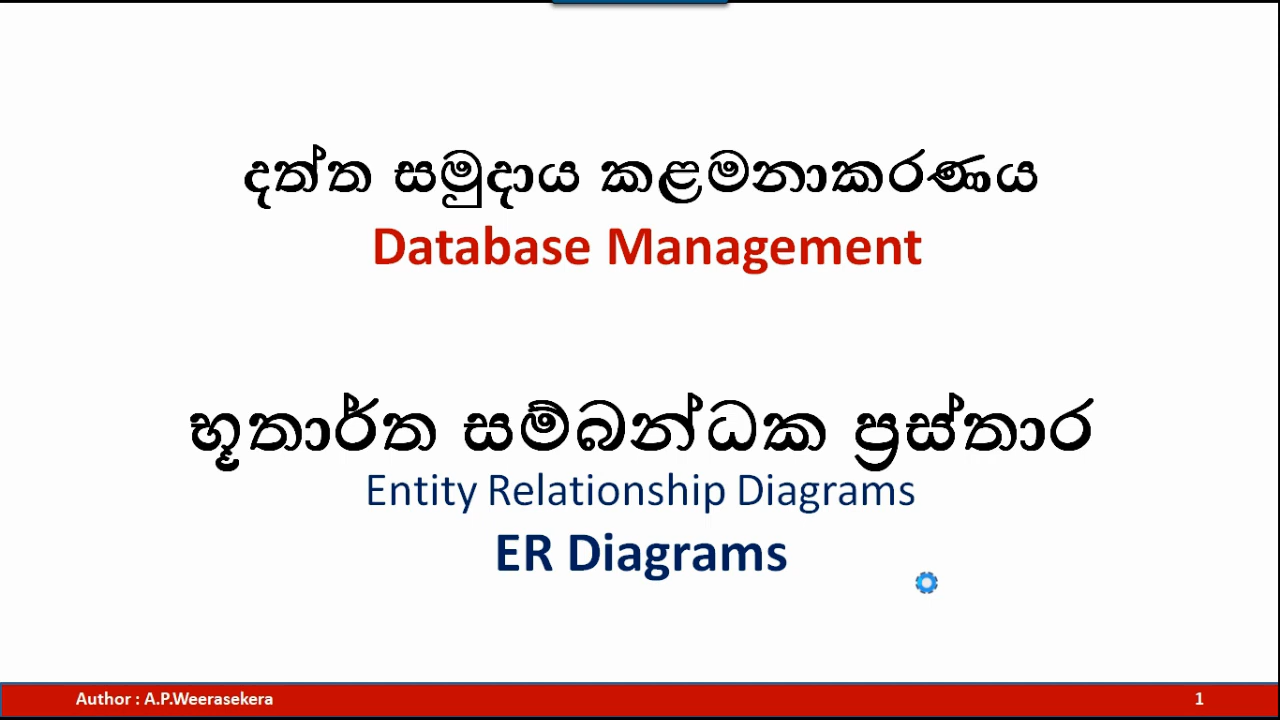 දත්ත සමුදාය කළමනාකරණය
Database Management
භූතාර්ත සම්බන්ධක ප්‍රස්තාර
Entity Relationship Diagrams
ER Diagrams
Author : A.P.Weerasekera
1